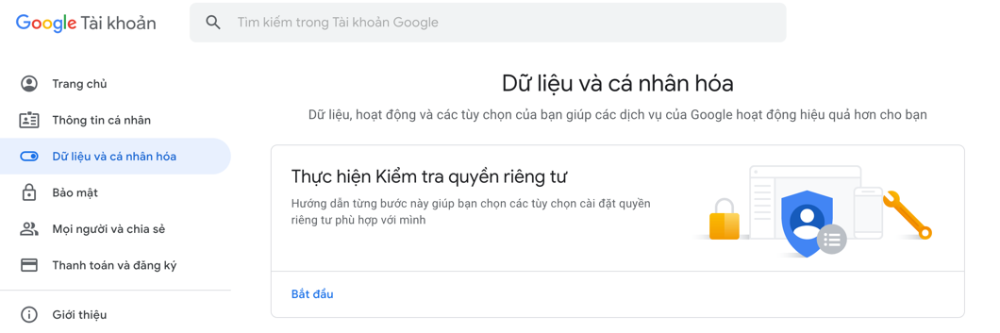 Google Tài khoản
Tìm kiếm trong Tài khoản Google
Trang chủ
Thông tin cá nhân
Dữ liệu và cá nhân hóa
Bảo mật
Mọi người và chia sẻ
Thanh toán và đăng ký
Giới thiệu
Dữ liệu và cá nhân hóa
Dữ liệu, hoạt động và các tùy chọn của bạn giúp các dịch vụ của Google hoạt động hiệu quả hơn cho bạn
Thực hiện Kiểm tra quyền riêng tư
Hướng dẫn từng bước này giúp bạn chọn các tùy chọn cài đặt quyền
riêng tư phù hợp với mình
Bắt đầu